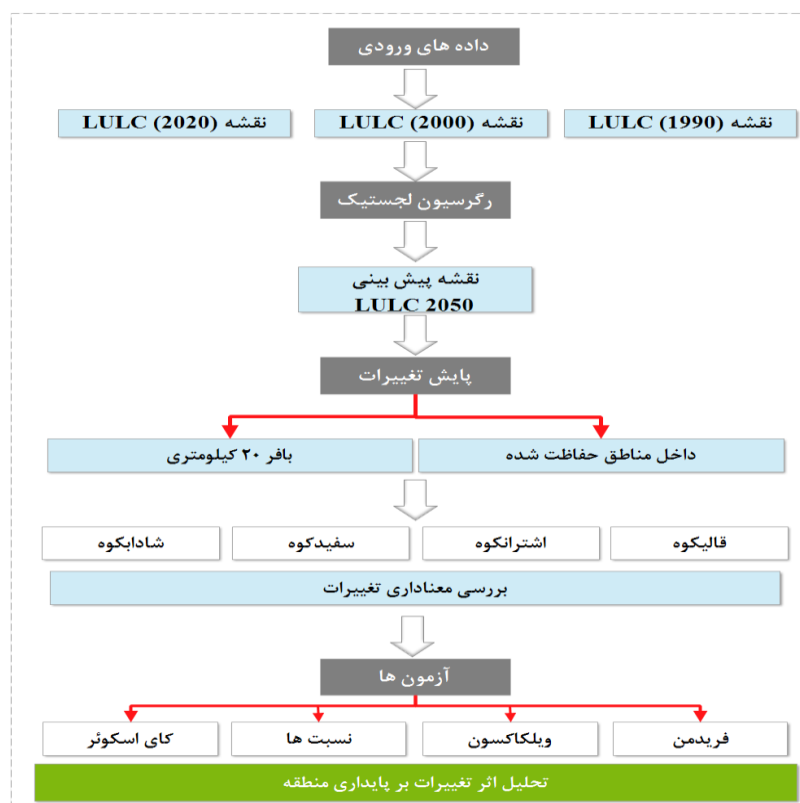 داده های ورودی
نقشه LULC (1990)
نقشه LULC (2000)
نقشه LULC (2020)
رگرسیون لجستیک
نقشه پیش بینی
LULC 2050
پایش تغییرات
داخل مناطق حفاظت شده
بافر ۲۰ کیلومتری
قالیکوه
اشترانکوه
سفیدکوه
شادابکوه
بررسی معناداری تغییرات
آزمون ها
فریدمن
ویلکاکسون
نسبت ها
کای اسکوئر
تحلیل اثر تغییرات بر پایداری منطقه